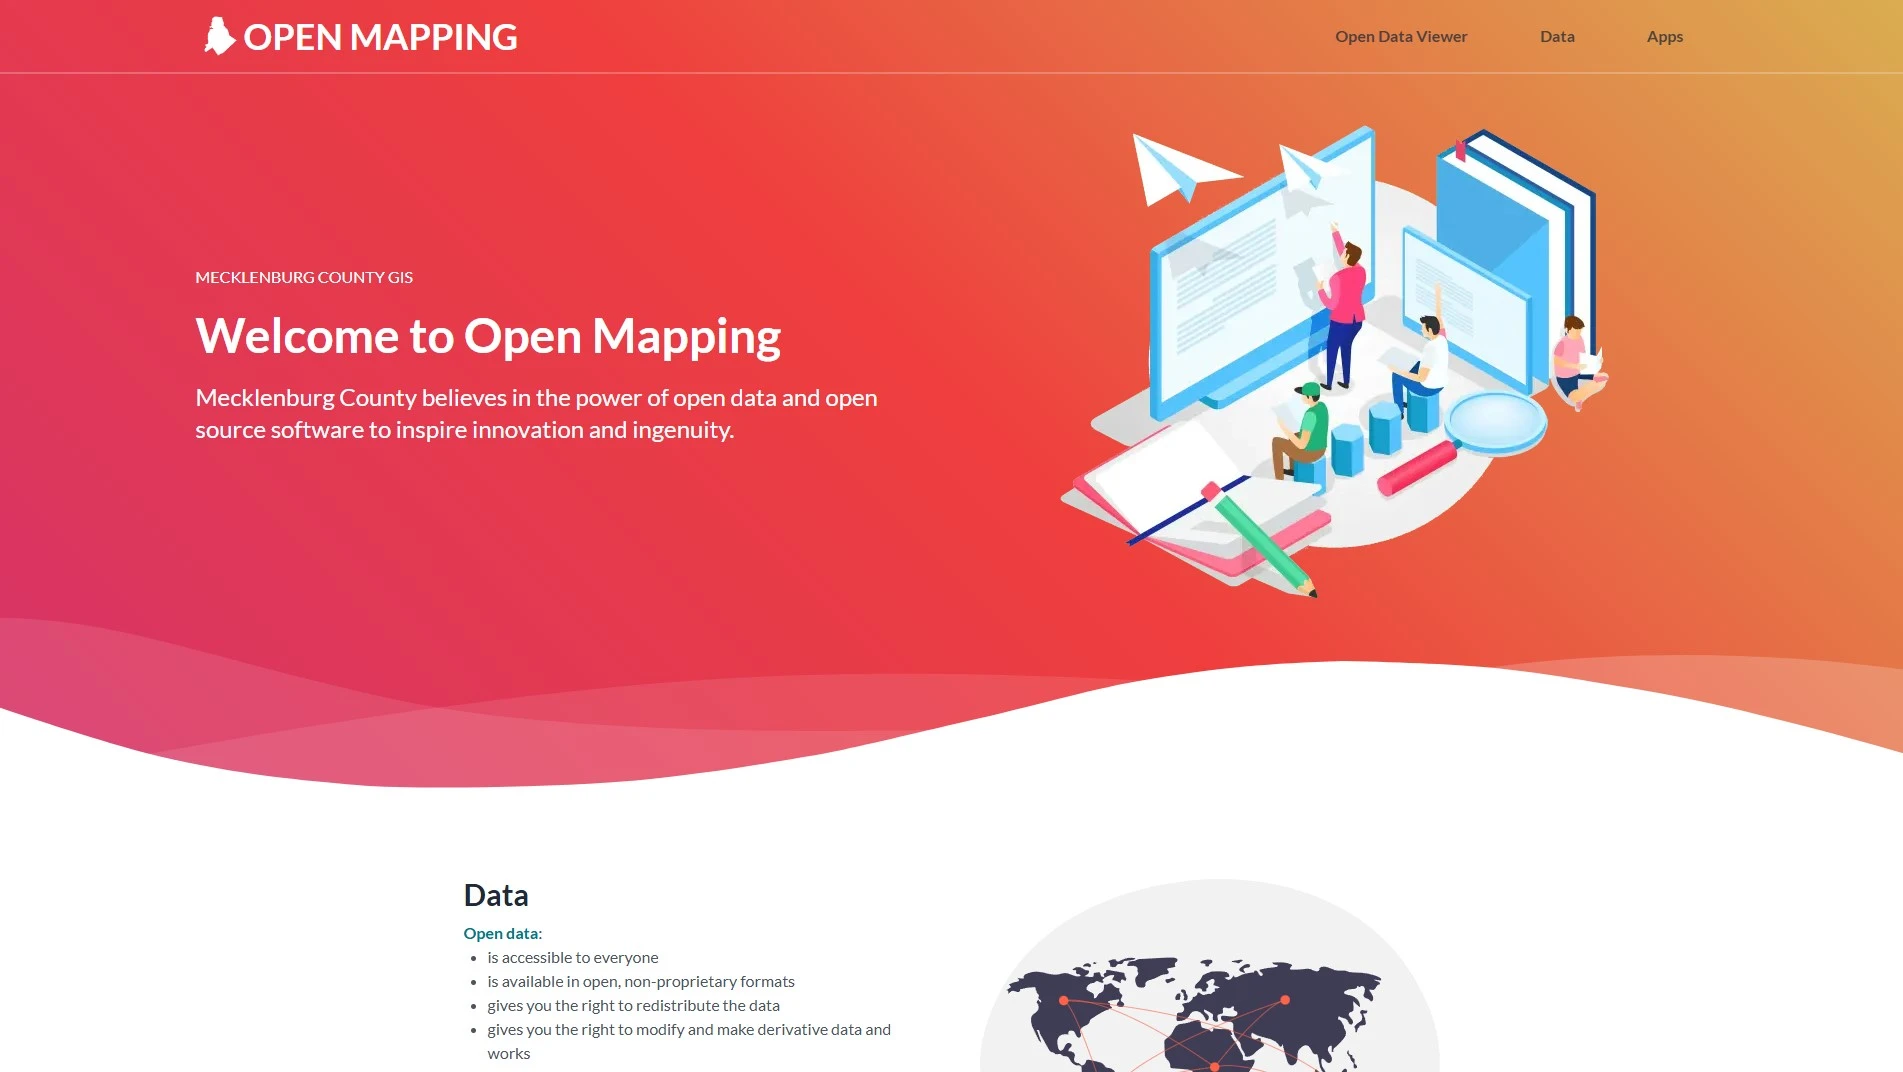 OPEN MAPPING
Open Data Viewer
Data
Apps
MECKLENBURG COUNTY GIS
Welcome to Open Mapping
Mecklenburg County believes in the power of open data and open
source software to inspire innovation and ingenuity.
Data
Open data:
• is accessible to everyone
• is available in open, non-proprietary formats
• gives you the right to redistribute the data
• gives you the right to modify and make derivative data and
works